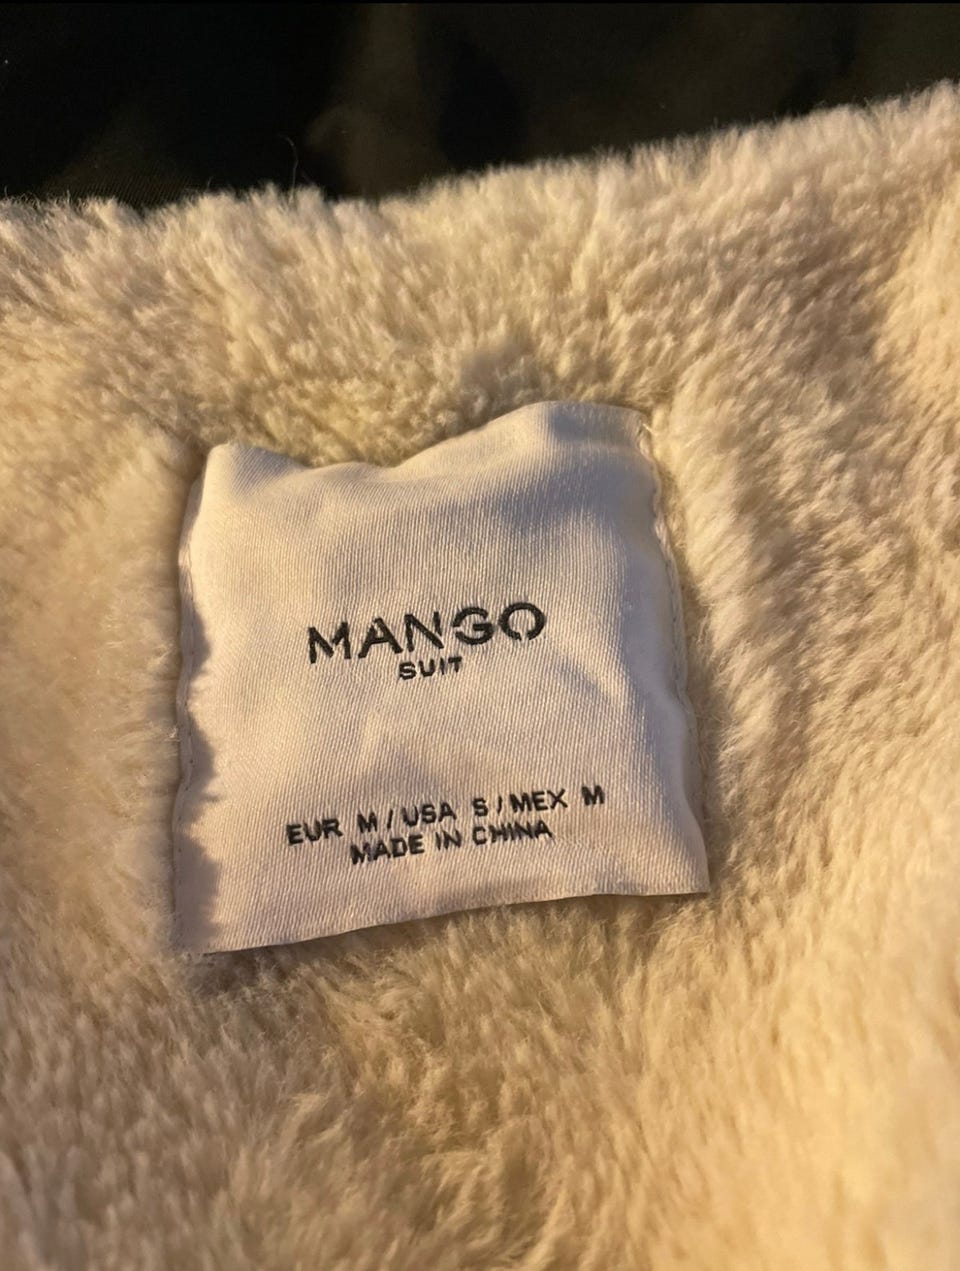 MANGO
SUIT
EUR M / USA S / MEX M
MADE IN CHINA